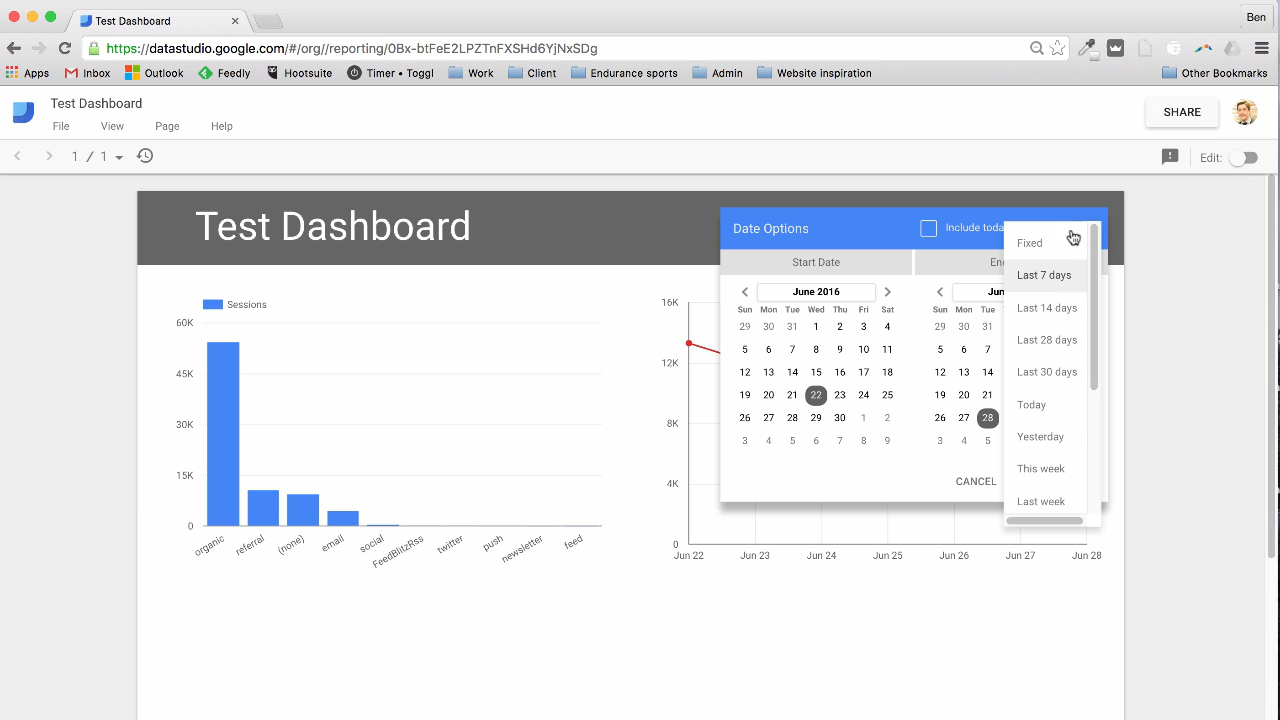 Test Dashboard
Ben
https://datastudio.google.com/#/org//reporting/0Bx-btFeE2LPZTnFXSHd6YjNxSDg
Apps Inbox Outlook Feedly Hootsuite Timer • Toggl Work Client Endurance sports Admin Website inspiration Other Bookmarks
Test Dashboard
File View Page Help
SHARE
1 / 1
Edit:
Test Dashboard
Sessions
60K
45K
30K
15K
0
organic referral (none) email social FeedBlitzRss twitter push newsletter feed
16K
12K
8K
4K
0
Jun 22 Jun 23 Jun 24 Jun 25 Jun 26 Jun 27 Jun 28
Date Options
Include toda
Start Date
June 2016
Sun Mon Tue Wed Thu Fri Sat
29 30 31 1 2 3 4
5 6 7 8 9 10 11
12 13 14 15 16 17 18
19 20 21 22 23 24 25
26 27 28 29 30 1 2
3 4 5 6 7 8 9
En
Jun
Sun Mon Tue
29 30 31
5 6 7
12 13 14
19 20 21
26 27 28
3 4 5
CANCEL
Fixed
Last 7 days
Last 14 days
Last 28 days
Last 30 days
Today
Yesterday
This week
Last week